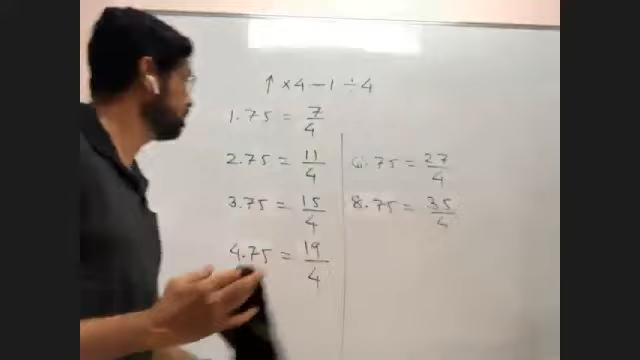 ↑ × 4 − 1 ÷ 4
1.75 = 7/4
2.75 = 11/4
3.75 = 15/4
4.75 = 19/4
6.75 = 27/4
8.75 = 35/4